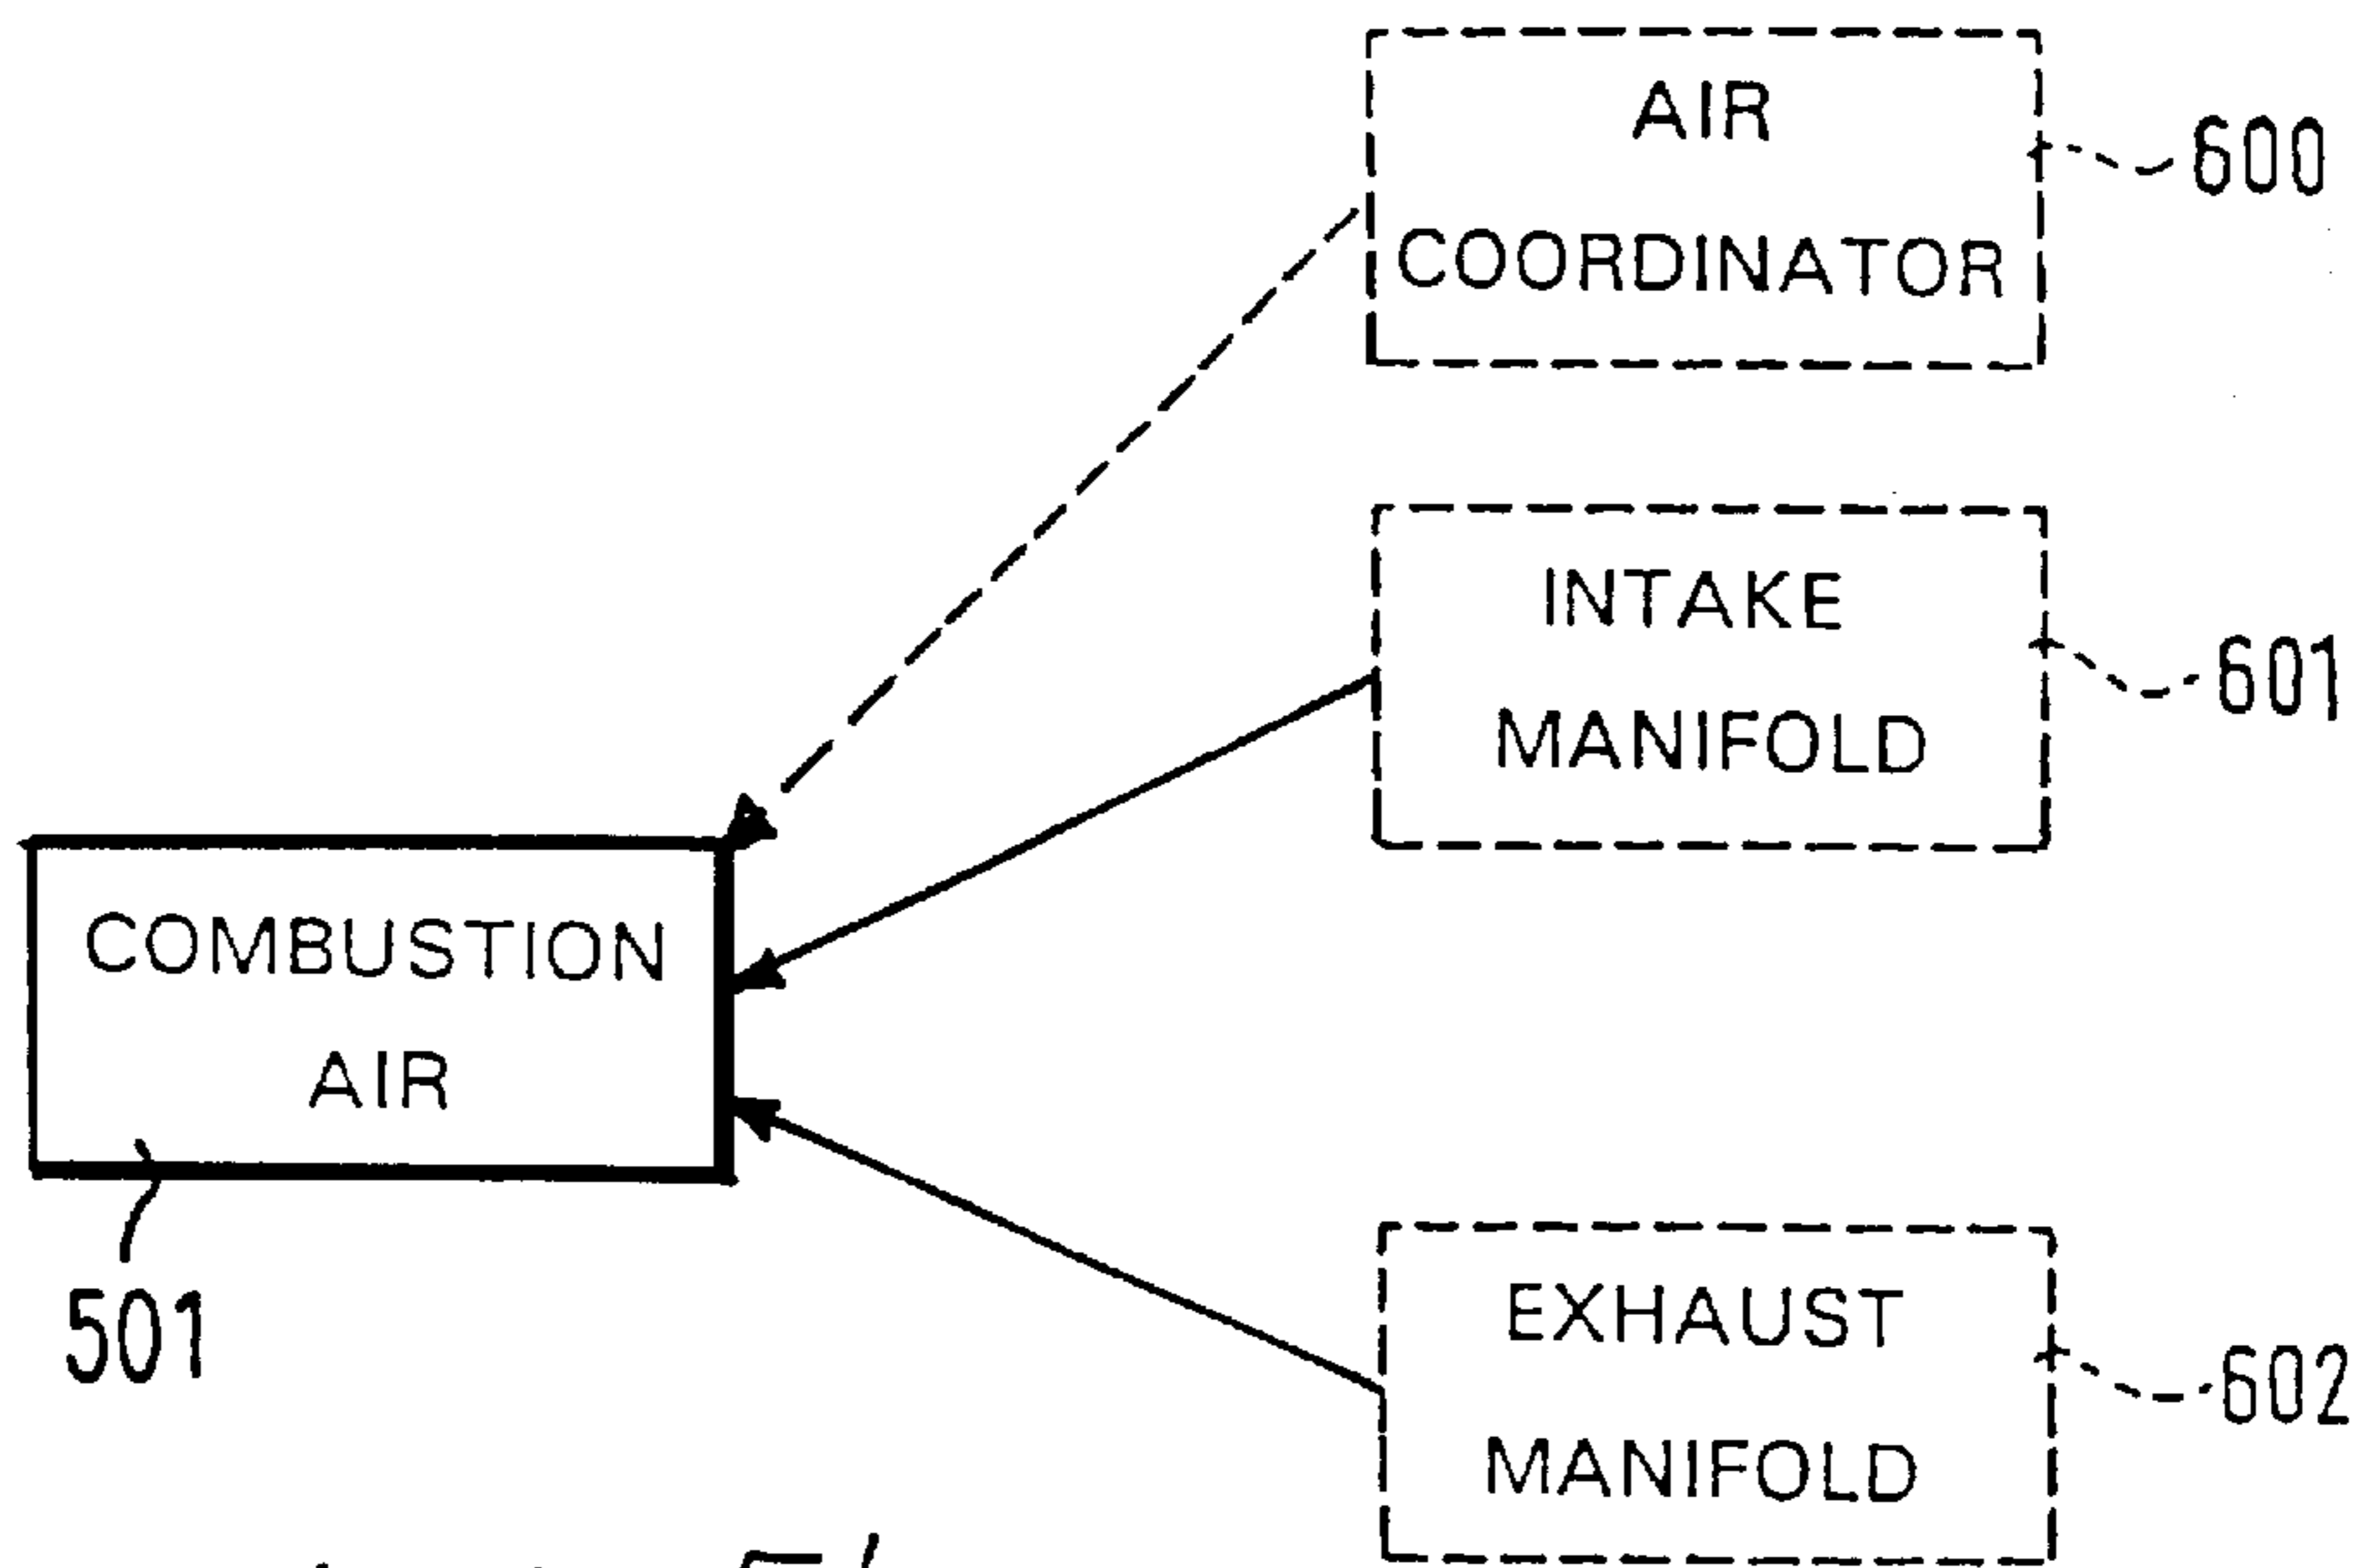 AIR
COORDINATOR
600
INTAKE
MANIFOLD
601
COMBUSTION
AIR
501
EXHAUST
MANIFOLD
602